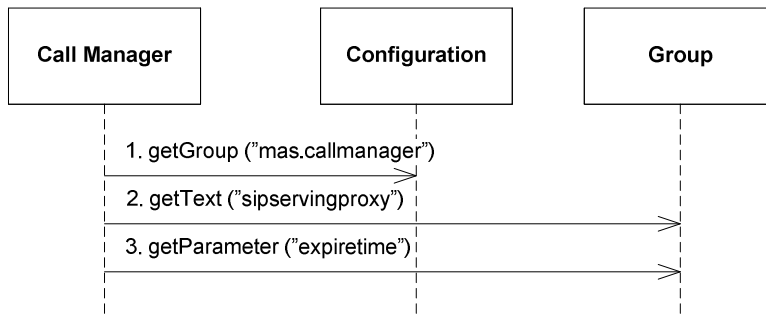 Call Manager
Configuration
Group
1. getGroup (”mas.callmanager”)
2. getText (”sipservingproxy”)
3. getParameter (”expiretime”)